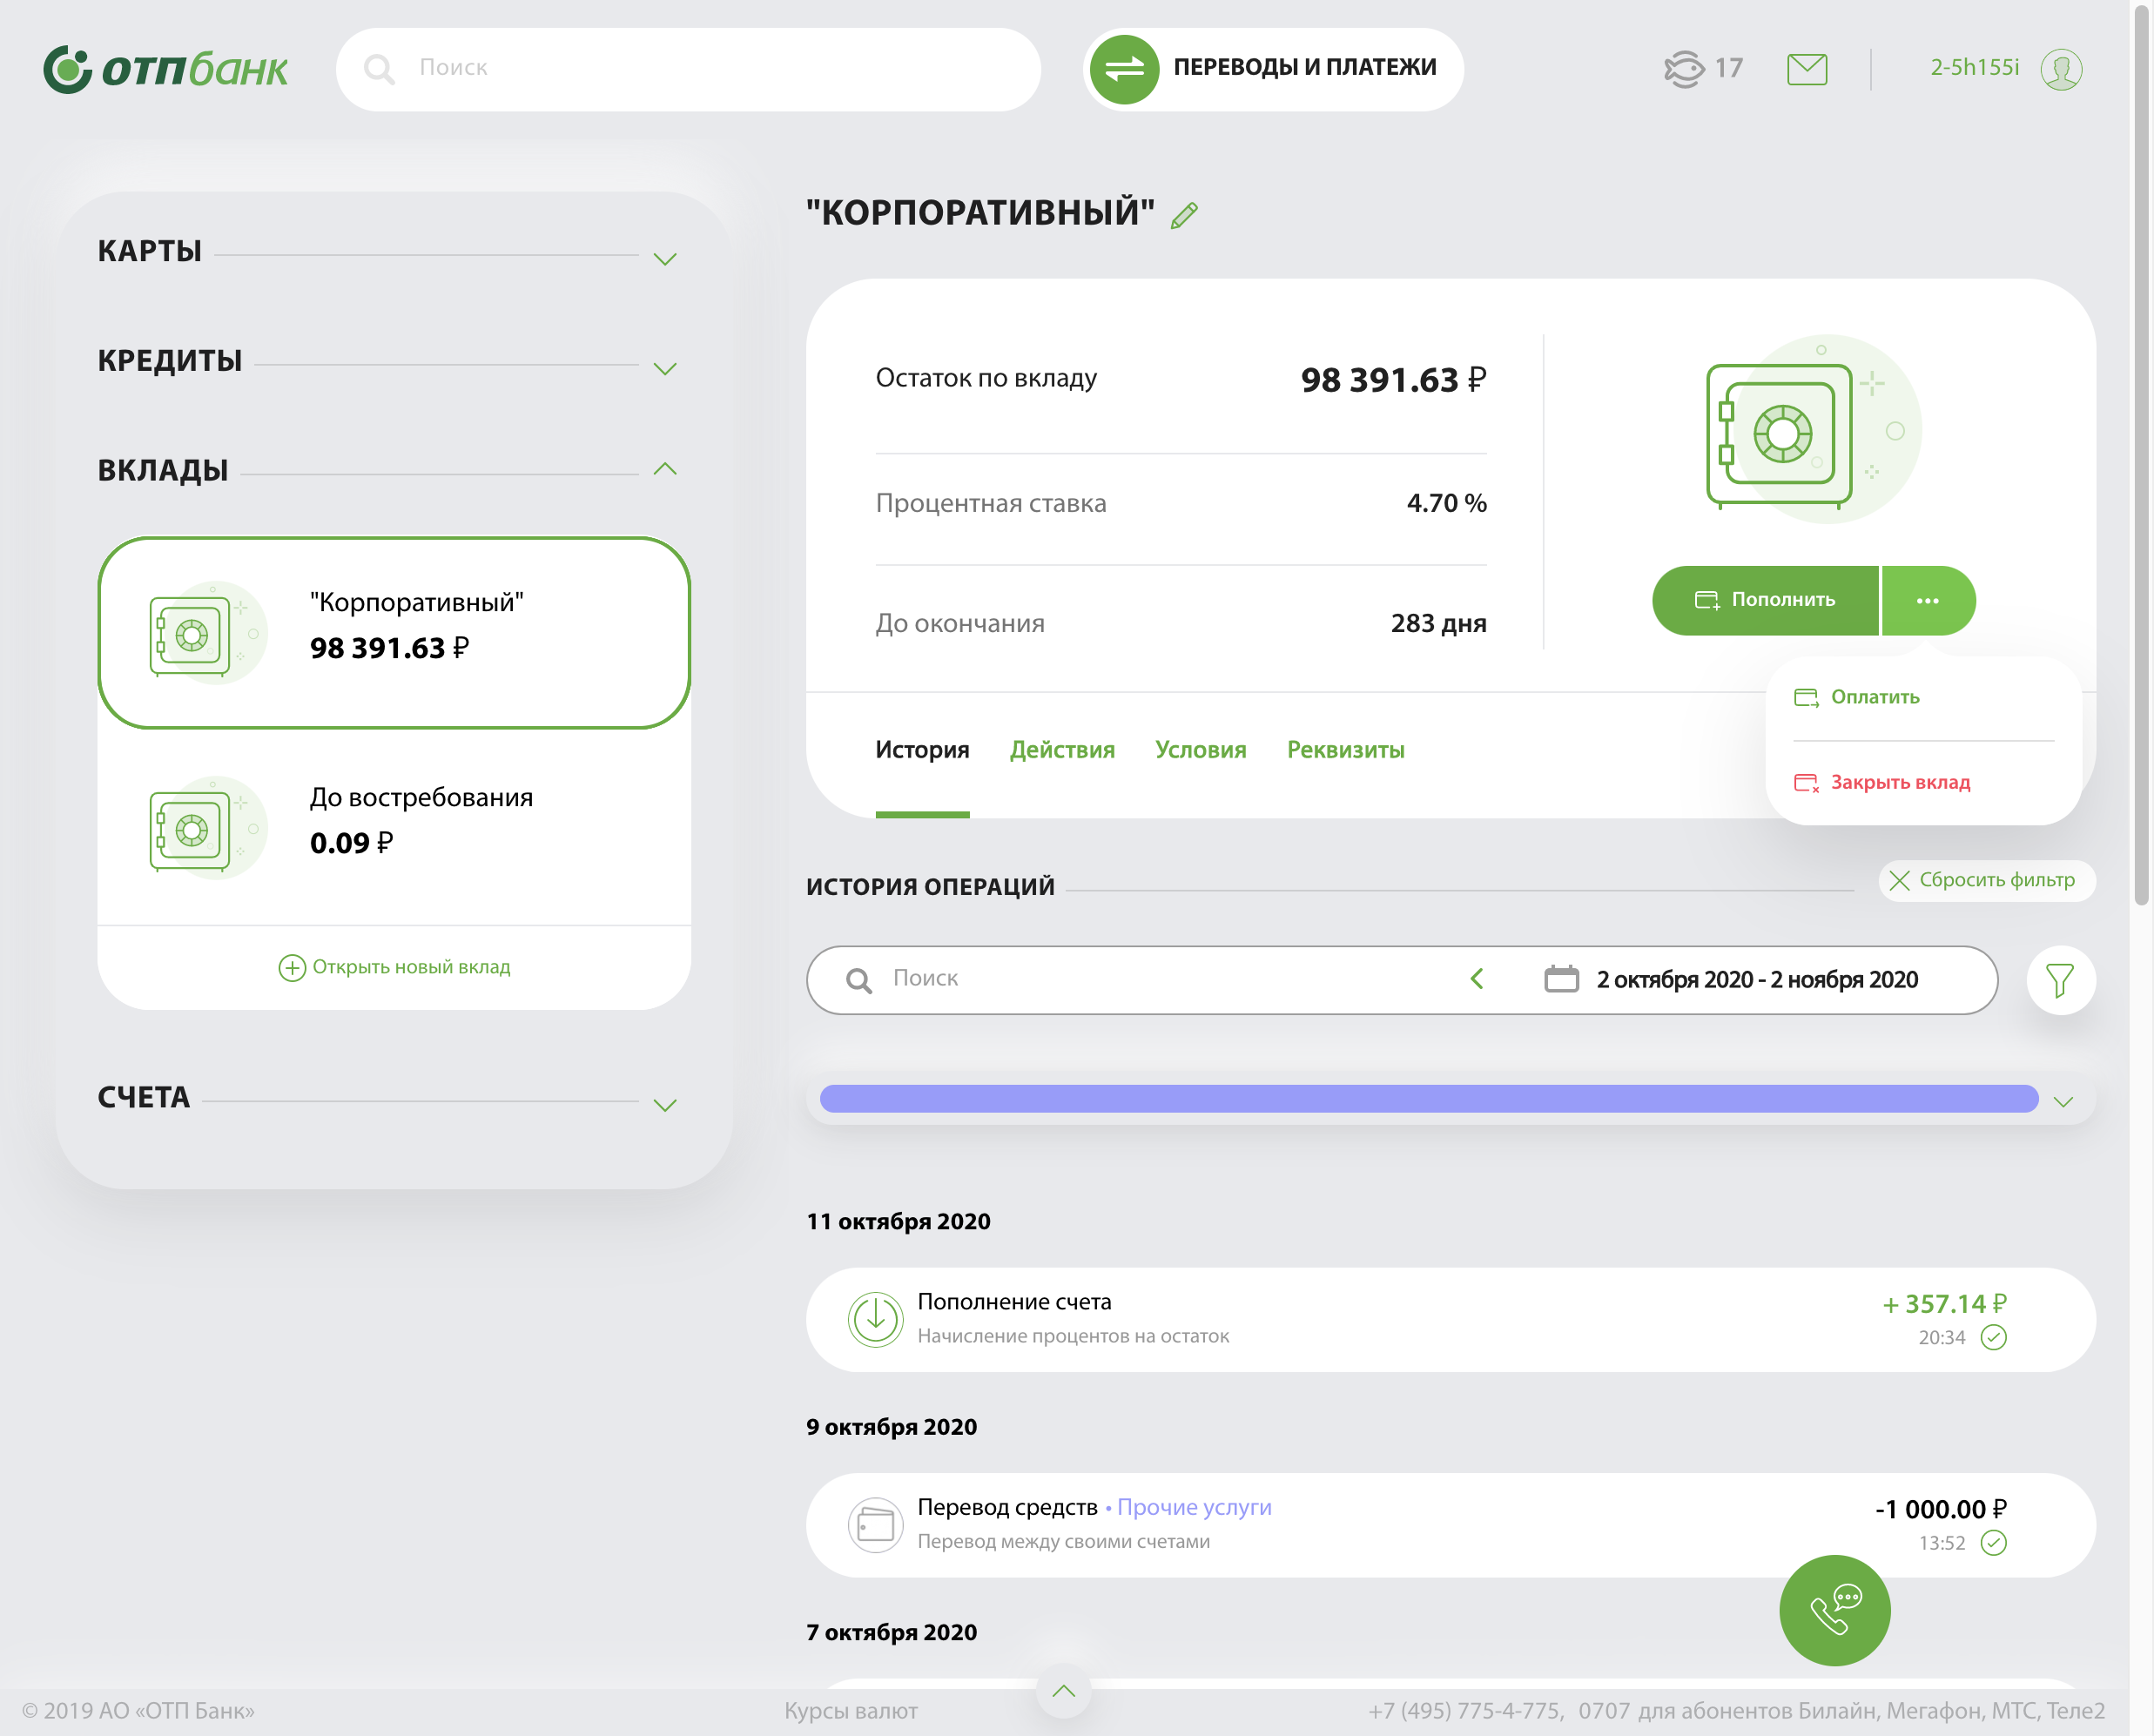 отпбанк
Поиск
ПЕРЕВОДЫ И ПЛАТЕЖИ
17
2-5h155i
КАРТЫ
КРЕДИТЫ
ВКЛАДЫ
"Корпоративный"
98 391.63 ₽
До востребования
0.09 ₽
Открыть новый вклад
СЧЕТА
"КОРПОРАТИВНЫЙ"
Остаток по вкладу 98 391.63 ₽
Процентная ставка 4.70 %
До окончания 283 дня
Пополнить
Оплатить
Закрыть вклад
История Действия Условия Реквизиты
ИСТОРИЯ ОПЕРАЦИЙ
Сбросить фильтр
Поиск
2 октября 2020 - 2 ноября 2020
11 октября 2020
Пополнение счета + 357.14 ₽
Начисление процентов на остаток 20:34
9 октября 2020
Перевод средств • Прочие услуги -1 000.00 ₽
Перевод между своими счетами 13:52
7 октября 2020
© 2019 АО «ОТП Банк» Курсы валют +7 (495) 775-4-775, 0707 для абонентов Билайн, Мегафон, МТС, Теле2